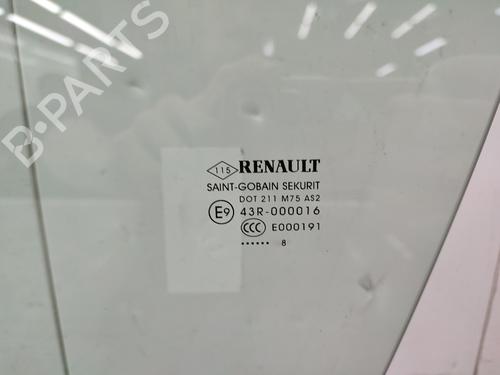 B-PARTS
115 RENAULT
SAINT-GOBAIN SEKURIT
DOT 211 M75 AS2
E9 43R-000016
CCC E000191
•••••• 8